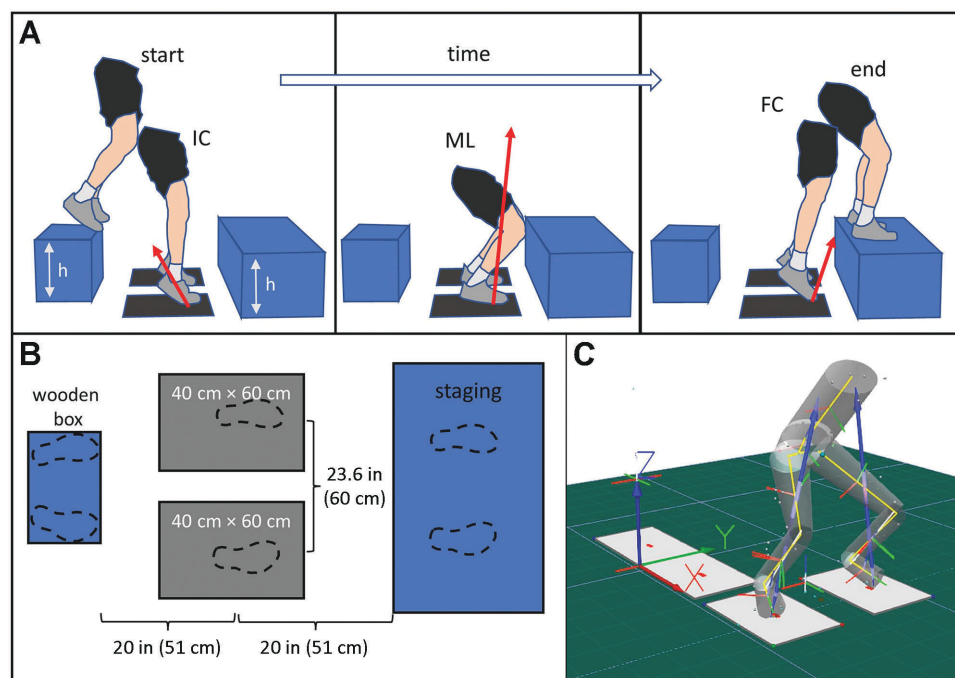 A
start
time
end
IC
ML
FC
h
h
B
C
wooden
box
40 cm × 60 cm
staging
23.6 in
(60 cm)
40 cm × 60 cm
20 in (51 cm)
20 in (51 cm)
Z
Y
X